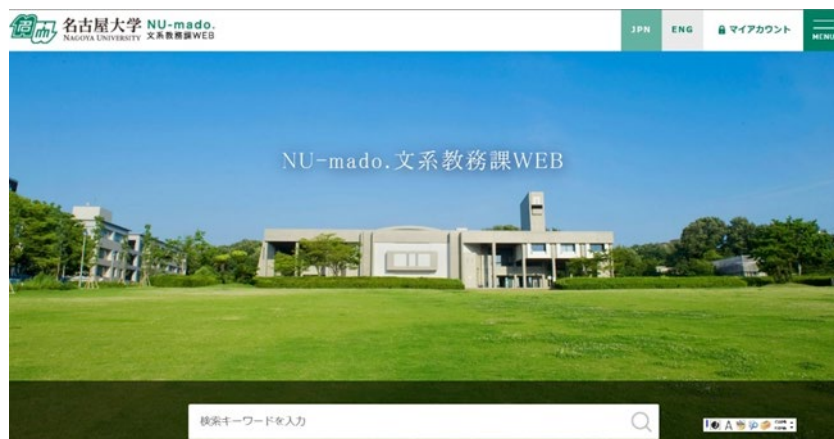 名古屋大学 NU-mado.
NAGOYA UNIVERSITY 文系教務課WEB
JPN
ENG
マイアカウント
MENU
NU-mado.文系教務課WEB
検索キーワードを入力
A